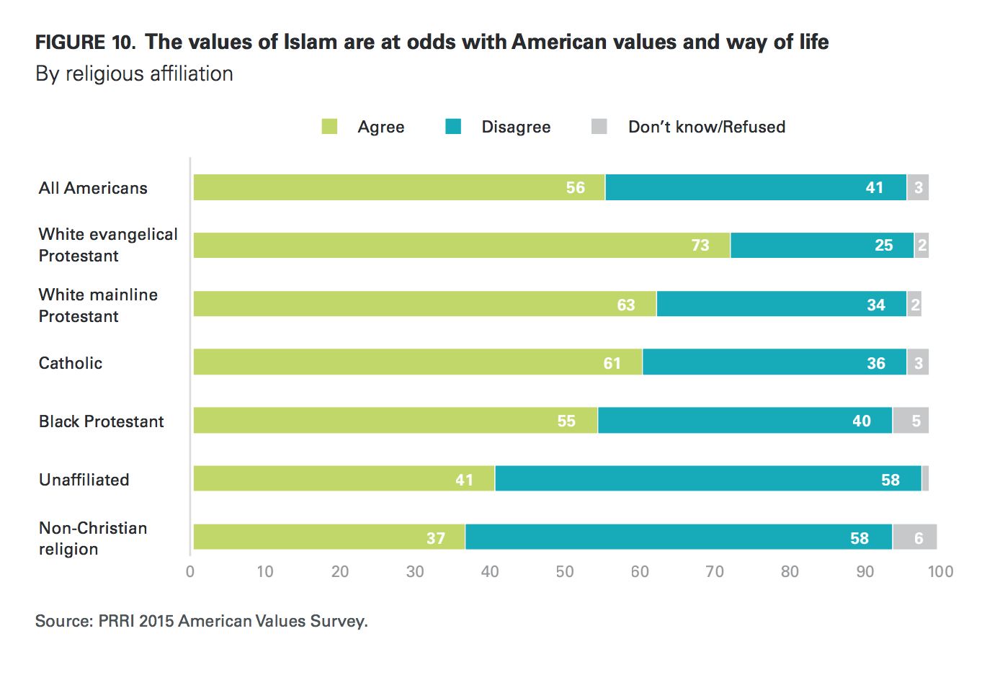 FIGURE 10. The values of Islam are at odds with American values and way of life
By religious affiliation
Agree Disagree Don't know/Refused
All Americans 56 41 3
White evangelical
Protestant 73 25 2
White mainline
Protestant 63 34 2
Catholic 61 36 3
Black Protestant 55 40 5
Unaffiliated 41 58
Non-Christian
religion 37 58 6
0 10 20 30 40 50 60 70 80 90 100
Source: PRRI 2015 American Values Survey.